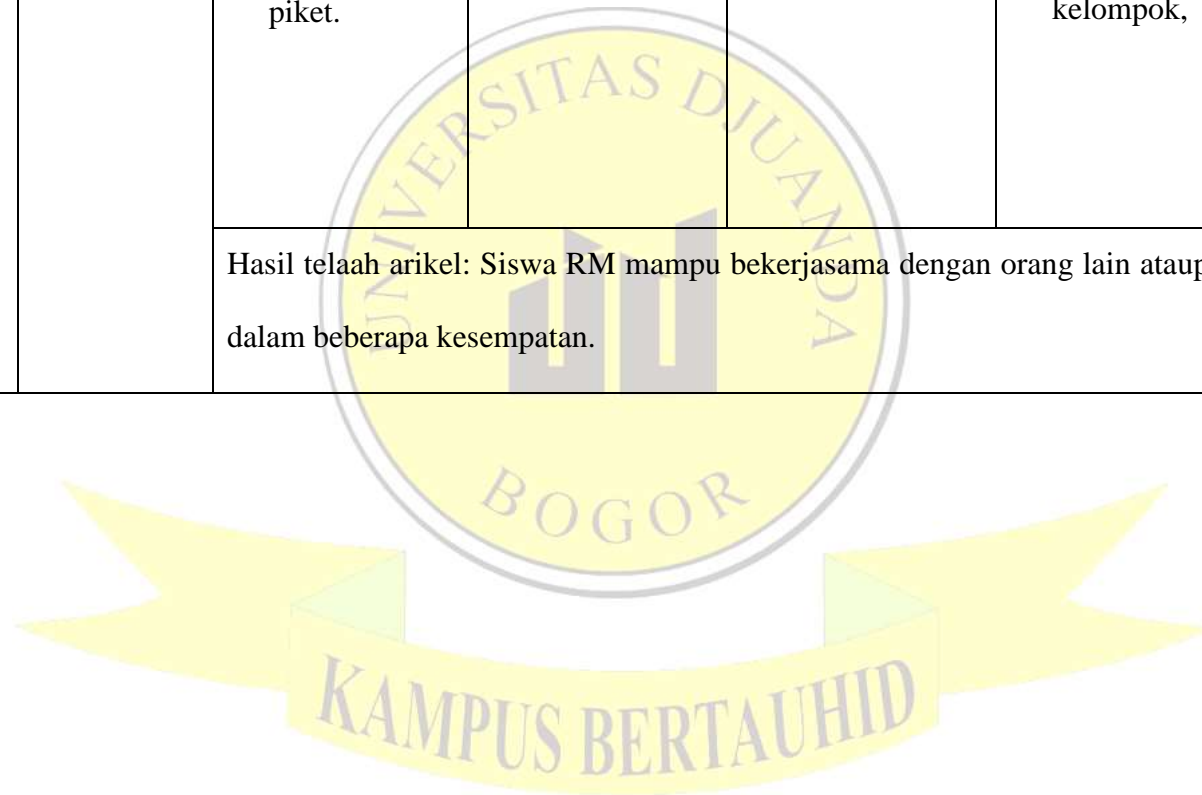 piket.
kelompok,
Hasil telaah arikel: Siswa RM mampu bekerjasama dengan orang lain ataup
dalam beberapa kesempatan.
UNIVERSITAS DJUANDA
BOGOR
KAMPUS BERTAUHID